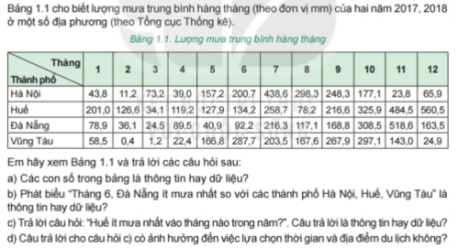 Bảng 1.1 cho biết lượng mưa trung bình hàng tháng (theo đơn vị mm) của hai năm 2017, 2018
ở một số địa phương (theo Tổng cục Thống kê).
Bảng 1.1. Lượng mưa trung bình hàng tháng
Tháng
Thành phố
1 2 3 4 5 6 7 8 9 10 11 12
Hà Nội 43,8 11,2 73,2 39,0 157,2 200,7 438,6 298,3 248,3 177,1 23,8 65,9
Huế 201,0 126,6 34,1 119,2 127,9 134,2 258,7 78,2 216,6 325,9 484,5 560,5
Đà Nẵng 78,9 36,1 24,5 89,5 40,9 92,2 216,3 117,1 168,8 308,5 518,6 163,5
Vũng Tàu 58,5 0,4 1,2 22,4 166,8 287,7 203,5 167,6 267,9 297,1 143,0 24,9
Em hãy xem Bảng 1.1 và trả lời các câu hỏi sau:
a) Các con số trong bảng là thông tin hay dữ liệu?
b) Phát biểu "Tháng 6, Đà Nẵng ít mưa nhất so với các thành phố Hà Nội, Huế, Vũng Tàu" là
thông tin hay dữ liệu?
c) Trả lời câu hỏi: "Huế ít mưa nhất vào tháng nào trong năm?". Câu trả lời là thông tin hay dữ liệu?
d) Câu trả lời cho câu hỏi c) có ảnh hưởng đến việc lựa chọn thời gian và địa điểm du lịch không?